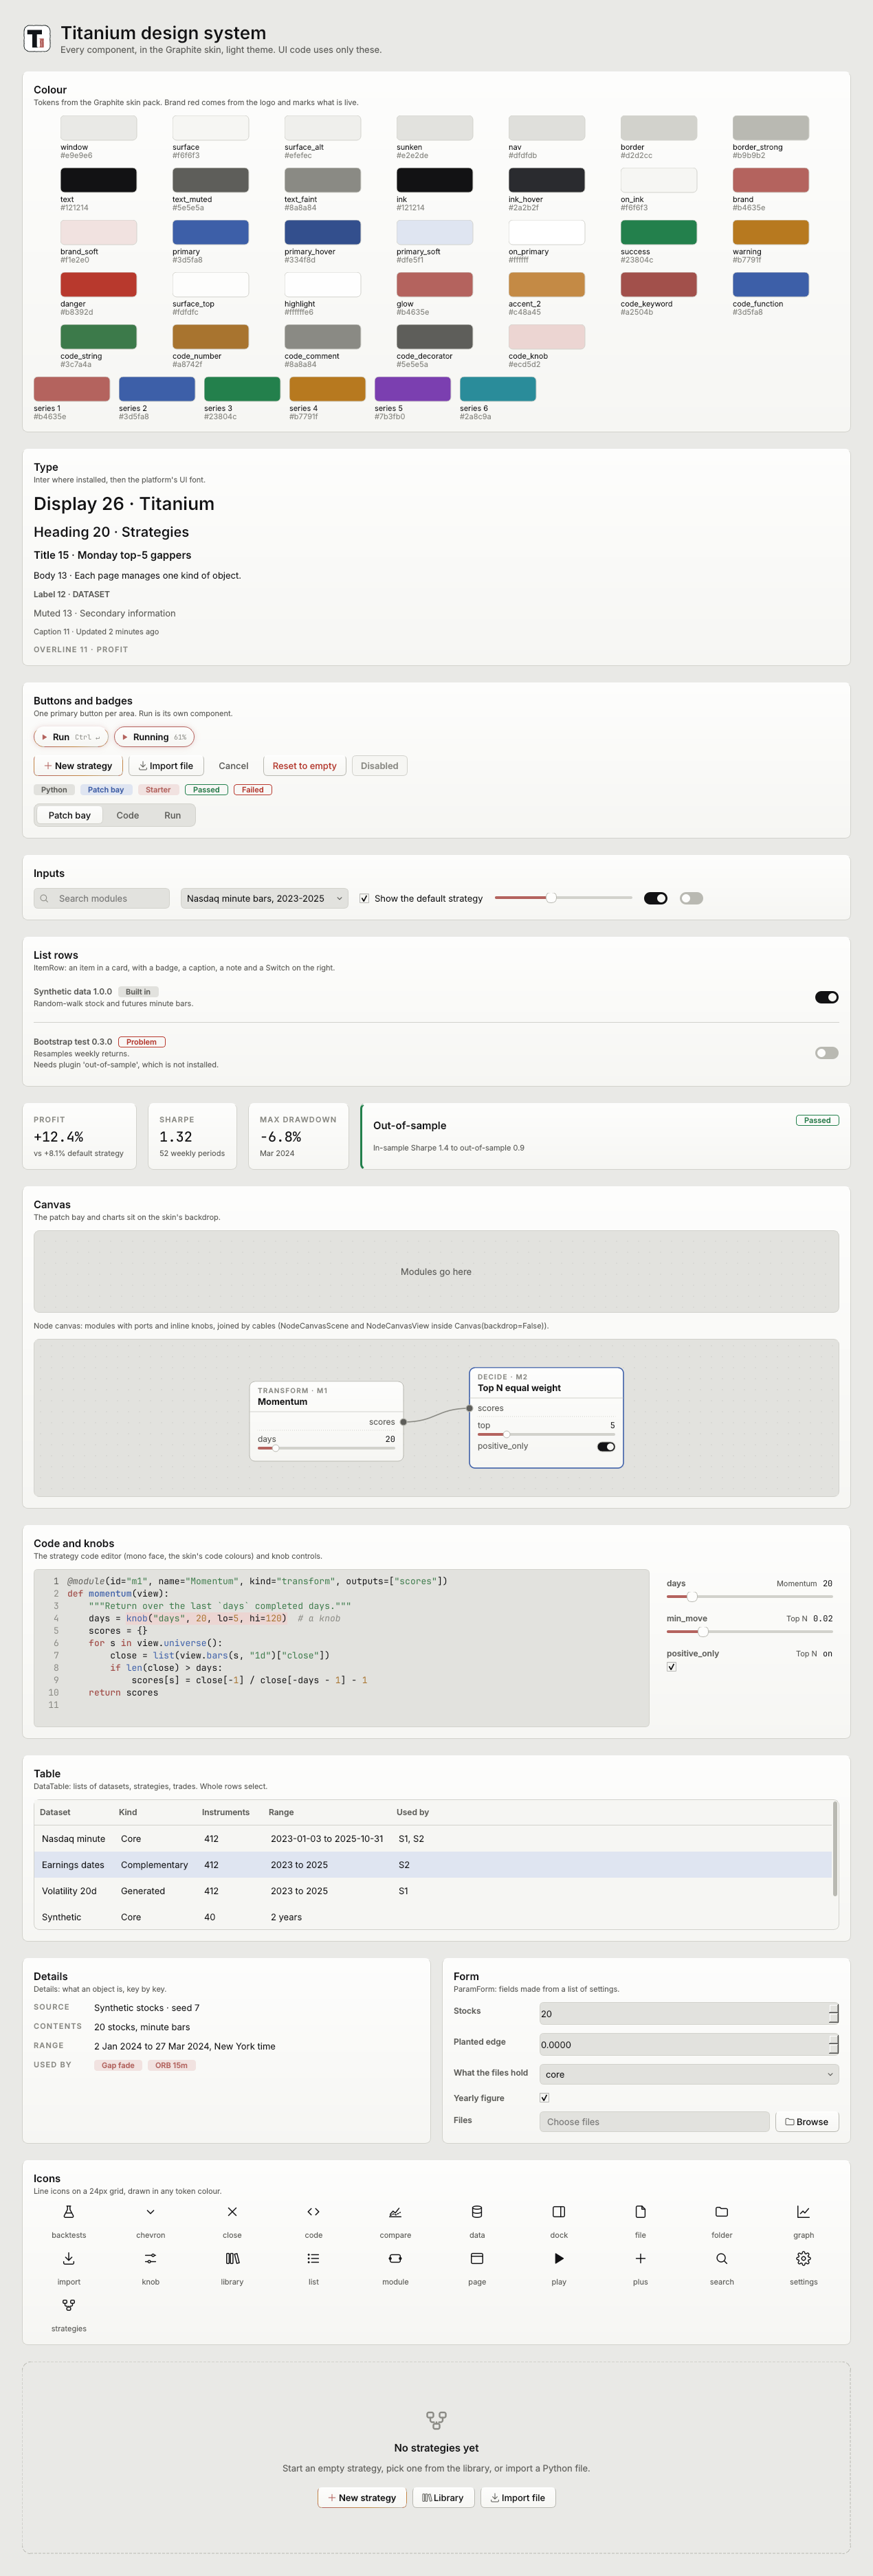 Ti
Titanium design system
Every component, in the Graphite skin, light theme. UI code uses only these.
Colour
Tokens from the Graphite skin pack. Brand red comes from the logo and marks what is live.
window surface surface_alt sunken nav border border_strong
#e9e9e6 #f6f6f3 #efefec #e2e2de #dfdfdb #d2d2cc #b9b9b2
text text_muted text_faint ink ink_hover on_ink brand
#121214 #5e5e5a #8a8a84 #121214 #2a2b2f #f6f6f3 #b4635e
brand_soft primary primary_hover primary_soft on_primary success warning
#f1e2e0 #3d5fa8 #334f8d #dfe5f1 #ffffff #23804c #b7791f
danger surface_top highlight glow accent_2 code_keyword code_function
#b8392d #fdfdfc #ffffffe6 #b4635e #c48a45 #a2504b #3d5fa8
code_string code_number code_comment code_decorator code_knob
#3c7a4a #a8742f #8a8a84 #5e5e5a #ecd5d2
series 1 series 2 series 3 series 4 series 5 series 6
#b4635e #3d5fa8 #23804c #b7791f #7b3fb0 #2a8c9a
Type
Inter where installed, then the platform's UI font.
Display 26 · Titanium
Heading 20 · Strategies
Title 15 · Monday top-5 gappers
Body 13 · Each page manages one kind of object.
Label 12 · DATASET
Muted 13 · Secondary information
Caption 11 · Updated 2 minutes ago
OVERLINE 11 · PROFIT
Buttons and badges
One primary button per area. Run is its own component.
Run Ctrl ↵ Running 61%
New strategy Import file Cancel Reset to empty Disabled
Python Patch bay Starter Passed Failed
Patch bay Code Run
Inputs
Search modules Nasdaq minute bars, 2023-2025 Show the default strategy
List rows
ItemRow: an item in a card, with a badge, a caption, a note and a Switch on the right.
Synthetic data 1.0.0 Built in
Random-walk stock and futures minute bars.
Bootstrap test 0.3.0 Problem
Resamples weekly returns.
Needs plugin 'out-of-sample', which is not installed.
PROFIT SHARPE MAX DRAWDOWN Out-of-sample Passed
+12.4% 1.32 -6.8%
vs +8.1% default strategy 52 weekly periods Mar 2024 In-sample Sharpe 1.4 to out-of-sample 0.9
Canvas
The patch bay and charts sit on the skin's backdrop.
Modules go here
Node canvas: modules with ports and inline knobs, joined by cables (NodeCanvasScene and NodeCanvasView inside Canvas(backdrop=False)).
TRANSFORM · M1
Momentum
scores
days 20
DECIDE · M2
Top N equal weight
scores
top 5
positive_only
Code and knobs
The strategy code editor (mono face, the skin's code colours) and knob controls.
1 @module(id="m1", name="Momentum", kind="transform", outputs=["scores"])
2 def momentum(view):
3 """Return over the last `days` completed days."""
4 days = knob("days", 20, lo=5, hi=120) # a knob
5 scores = {}
6 for s in view.universe():
7 close = list(view.bars(s, "1d")["close"])
8 if len(close) > days:
9 scores[s] = close[-1] / close[-days - 1] - 1
10 return scores
11
days Momentum 20
min_move Top N 0.02
positive_only Top N on
Table
DataTable: lists of datasets, strategies, trades. Whole rows select.
Dataset Kind Instruments Range Used by
Nasdaq minute Core 412 2023-01-03 to 2025-10-31 S1, S2
Earnings dates Complementary 412 2023 to 2025 S2
Volatility 20d Generated 412 2023 to 2025 S1
Synthetic Core 40 2 years
Details
Details: what an object is, key by key.
SOURCE Synthetic stocks · seed 7
CONTENTS 20 stocks, minute bars
RANGE 2 Jan 2024 to 27 Mar 2024, New York time
USED BY Gap fade ORB 15m
Form
ParamForm: fields made from a list of settings.
Stocks 20
Planted edge 0.0000
What the files hold core
Yearly figure
Files Choose files Browse
Icons
Line icons on a 24px grid, drawn in any token colour.
backtests chevron close code compare data dock file folder graph
import knob library list module page play plus search settings
strategies
No strategies yet
Start an empty strategy, pick one from the library, or import a Python file.
New strategy Library Import file